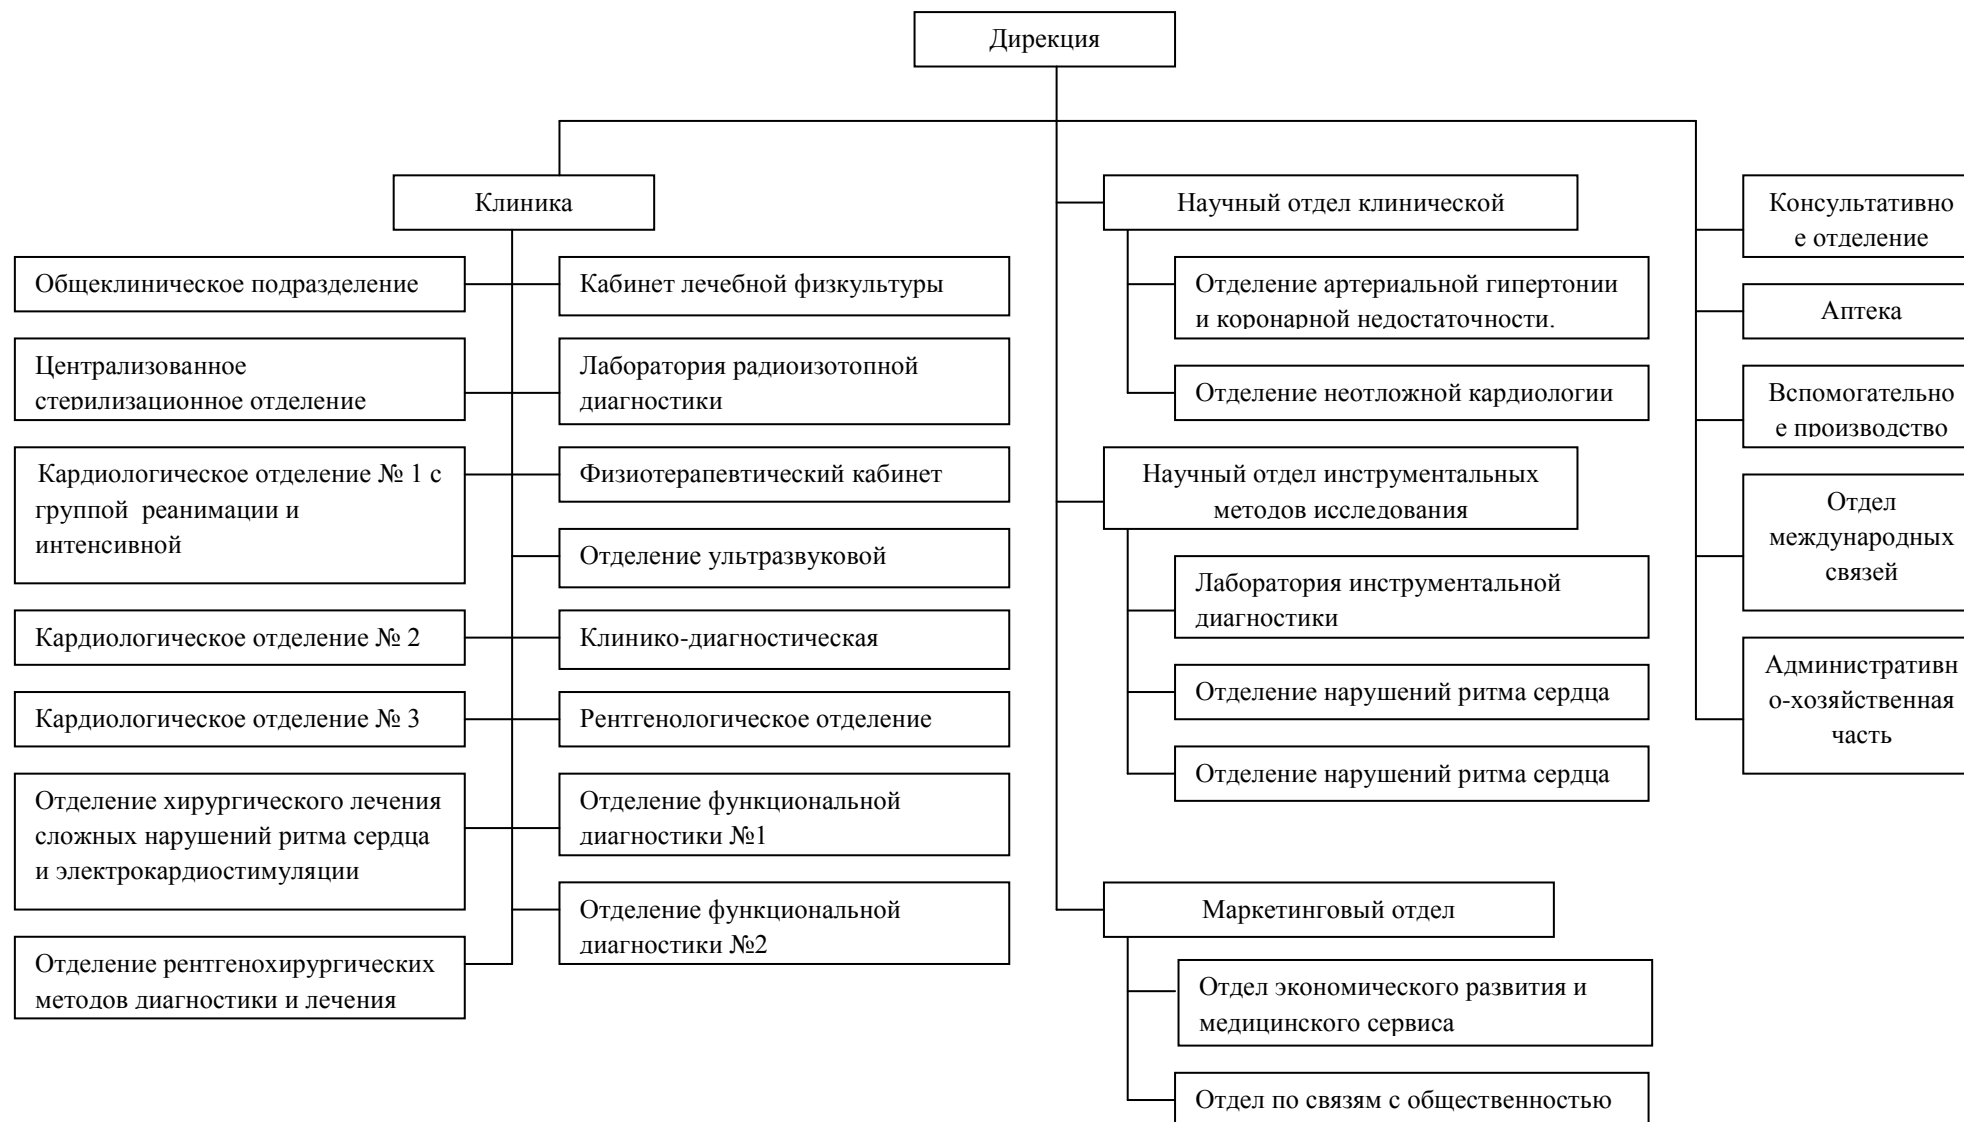 Дирекция
Клиника
Общеклиническое подразделение
Централизованное
стерилизационное отделение
Кардиологическое отделение № 1 с
группой реанимации и
интенсивной
Кардиологическое отделение № 2
Кардиологическое отделение № 3
Отделение хирургического лечения
сложных нарушений ритма сердца
и электрокардиостимуляции
Отделение рентгенохирургических
методов диагностики и лечения
Кабинет лечебной физкультуры
Лаборатория радиоизотопной
диагностики
Физиотерапевтический кабинет
Отделение ультразвуковой
Клинико-диагностическая
Рентгенологическое отделение
Отделение функциональной
диагностики №1
Отделение функциональной
диагностики №2
Научный отдел клинической
Отделение артериальной гипертонии
и коронарной недостаточности.
Отделение неотложной кардиологии
Научный отдел инструментальных
методов исследования
Лаборатория инструментальной
диагностики
Отделение нарушений ритма сердца
Отделение нарушений ритма сердца
Маркетинговый отдел
Отдел экономического развития и
медицинского сервиса
Отдел по связям с общественностью
Консультативно
е отделение
Аптека
Вспомогательно
е производство
Отдел
международных
связей
Административн
о-хозяйственная
часть